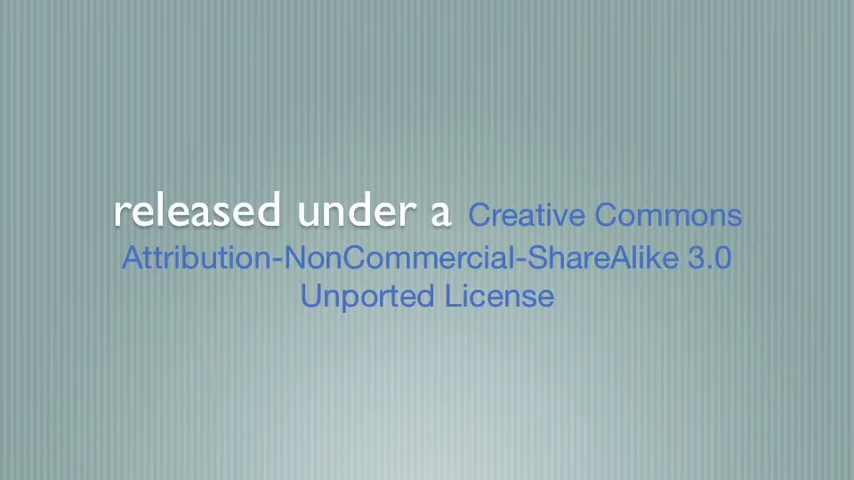 released under a Creative Commons
Attribution-NonCommercial-ShareAlike 3.0
Unported License